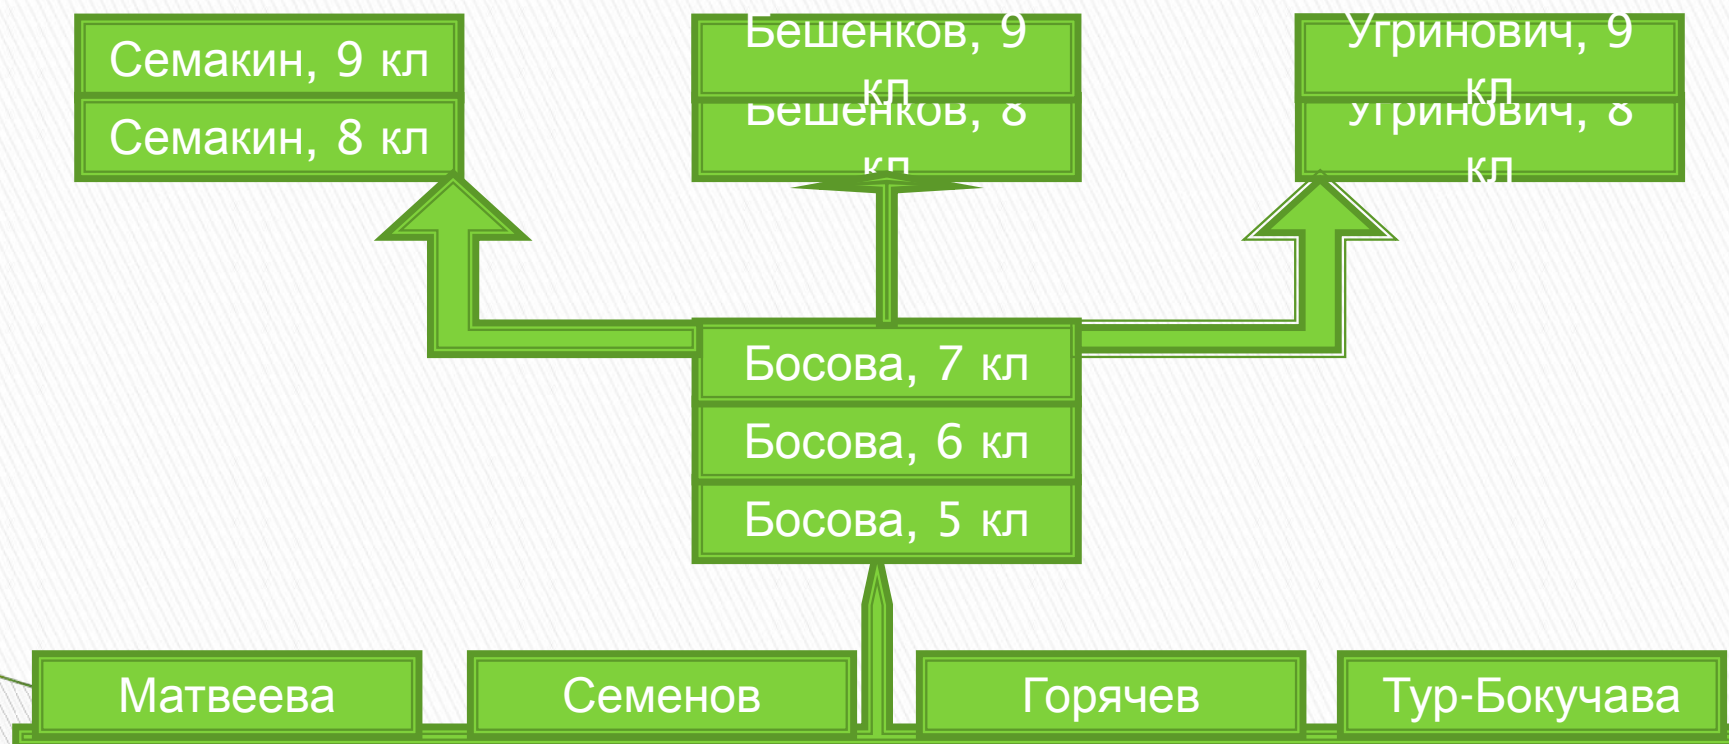 Семакин, 9 кл
Семакин, 8 кл
Бешенков, 9
кл
Бешенков, 8
кл
Угринович, 9
кл
Угринович, 8
кл
Босова, 7 кл
Босова, 6 кл
Босова, 5 кл
Матвеева
Семенов
Горячев
Тур-Бокучава